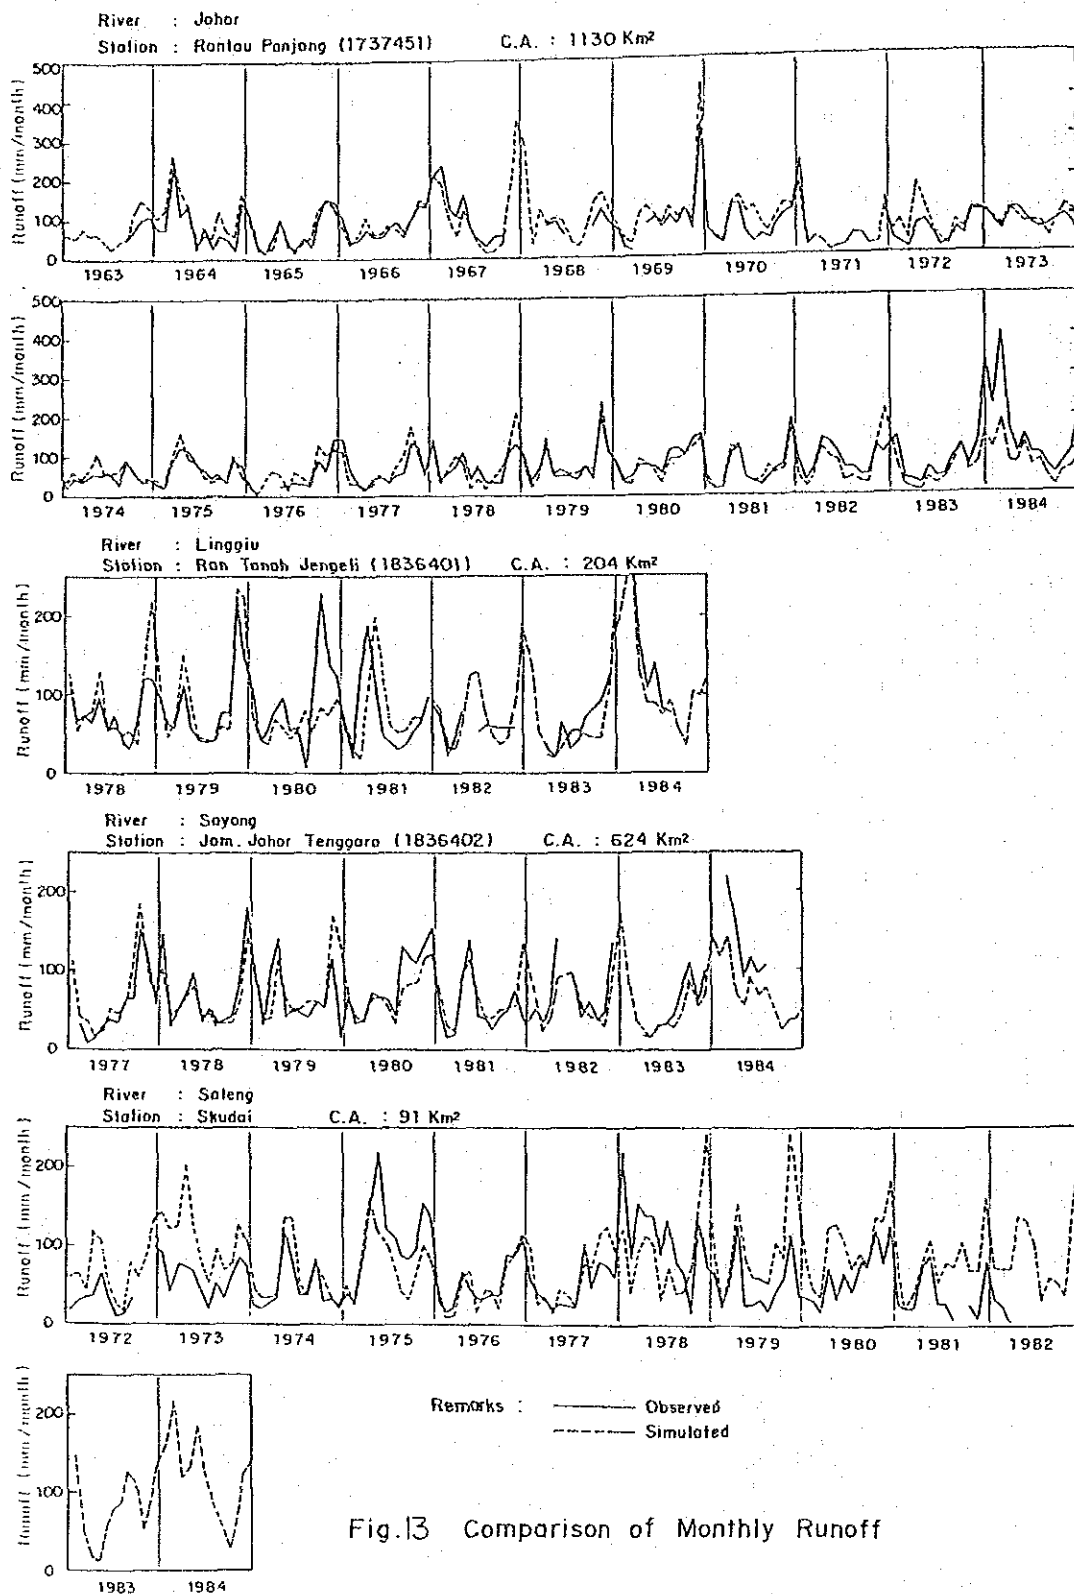 River : Johor
Station : Rantau Panjang (1737451) C.A. : 1130 Km²
Runoff (mm/month)
500
400
300
200
100
0
1963 1964 1965 1966 1967 1968 1969 1970 1971 1972 1973
Runoff (mm/month)
500
400
300
200
100
0
1974 1975 1976 1977 1978 1979 1980 1981 1982 1983 1984
River : Linggiu
Station : Ran Tanah Jengeli (1836401) C.A. : 204 Km²
Runoff (mm/month)
200
100
0
1978 1979 1980 1981 1982 1983 1984
River : Sayong
Station : Jam. Johor Tenggara (1836402) C.A. : 624 Km²
Runoff (mm/month)
200
100
0
1977 1978 1979 1980 1981 1982 1983 1984
River : Saleng
Station : Skudai C.A. : 91 Km²
Runoff (mm/month)
200
100
0
1972 1973 1974 1975 1976 1977 1978 1979 1980 1981 1982
Runoff (mm/month)
200
100
0
1983 1984
Remarks : Observed
Simulated
Fig.13 Comparison of Monthly Runoff